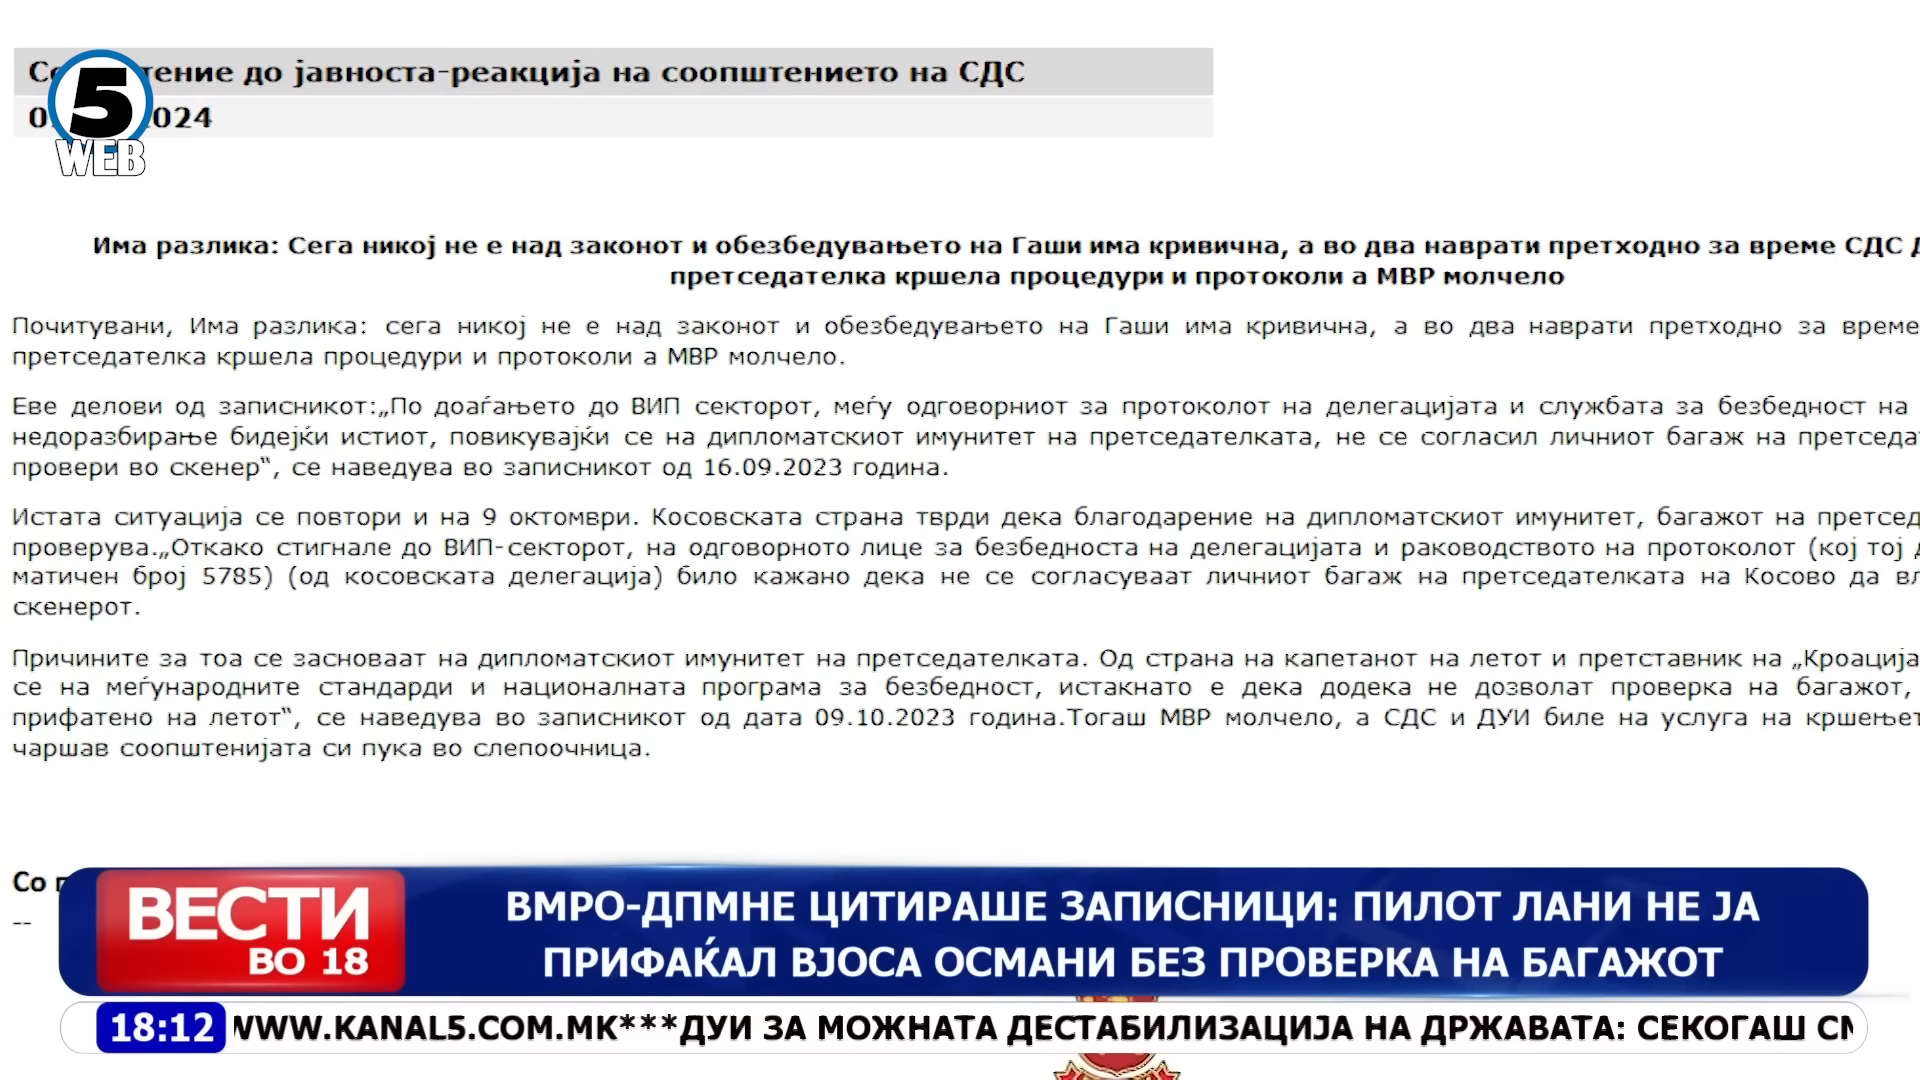 5
WEB
тение до јавноста-реакција на соопштението на СДС
024
Има разлика: Сега никој не е над законот и обезбедувањето на Гаши има кривична, а во два наврати претходно за време СДС
претседателка кршела процедури и протоколи а МВР молчело
Почитувани, Има разлика: сега никој не е над законот и обезбедувањето на Гаши има кривична, а во два наврати претходно за време
претседателка кршела процедури и протоколи а МВР молчело.
Еве делови од записникот:„По доаѓањето до ВИП секторот, меѓу одговорниот за протоколот на делегацијата и службата за безбедност на
недоразбирање бидејќи истиот, повикувајќи се на дипломатскиот имунитет на претседателката, не се согласил личниот багаж на
провери во скенер“, се наведува во записникот од 16.09.2023 година.
Истата ситуација се повтори и на 9 октомври. Косовската страна тврди дека благодарение на дипломатскиот имунитет, багажот на
проверува.„Откако стигнале до ВИП-секторот, на одговорното лице за безбедноста на делегацијата и раководството на протоколот (кој тој
матичен број 5785) (од косовската делегација) било кажано дека не се согласуваат личниот багаж на претседателката на Косово да
скенерот.
Причините за тоа се засноваат на дипломатскиот имунитет на претседателката. Од страна на капетанот на летот и претставник на „Кроација
се на меѓународните стандарди и националната програма за безбедност, истакнато е дека додека не дозволат проверка на багажот,
прифатено на летот“, се наведува во записникот од дата 09.10.2023 година.Тогаш МВР молчело, а СДС и ДУИ биле на услуга на
чаршав соопштенијата си пука во слепоочница.
Со
--
ВЕСТИ
ВО 18
ВМРО-ДПМНЕ ЦИТИРАШЕ ЗАПИСНИЦИ: ПИЛОТ ЛАНИ НЕ ЈА
ПРИФАЌАЛ ВЈОСА ОСМАНИ БЕЗ ПРОВЕРКА НА БАГАЖОТ
18:12 WWW.KANAL5.COM.MK***ДУИ ЗА МОЖНАТА ДЕСТАБИЛИЗАЦИЈА НА ДРЖАВАТА: СЕКОГАШ